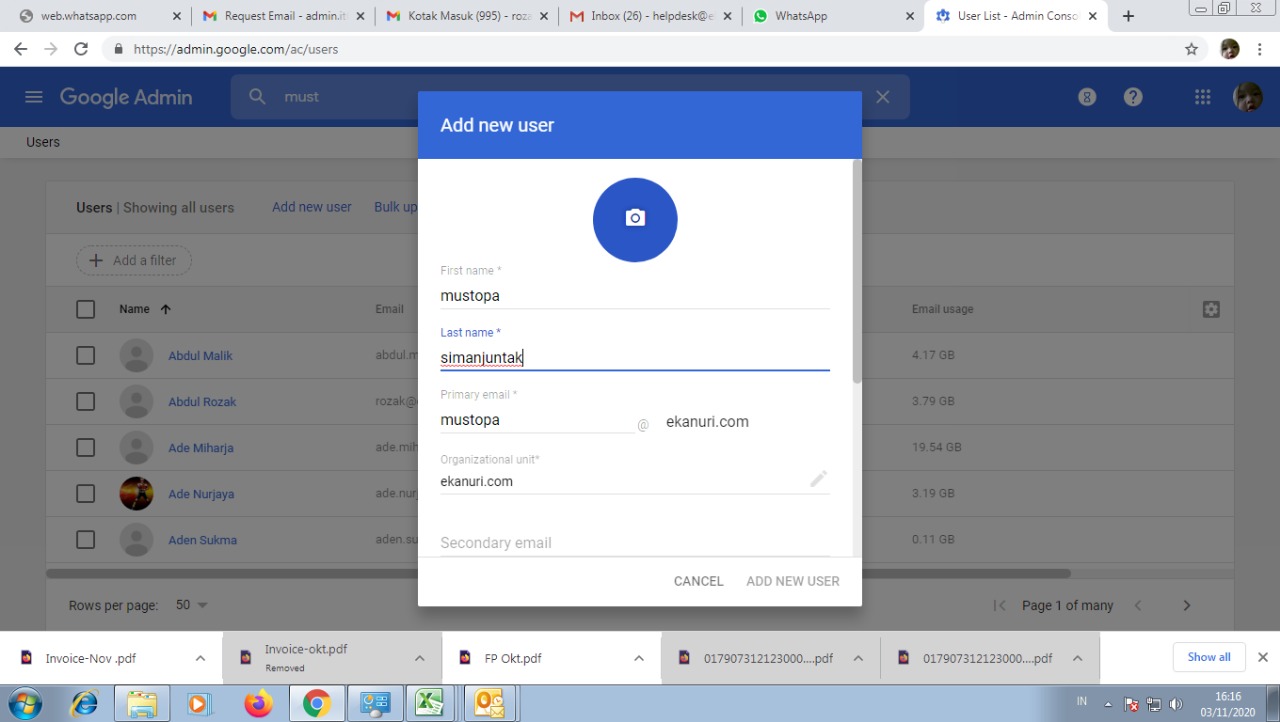 web.whatsapp.com
Request Email - admin.it
Kotak Masuk (995) - roza
Inbox (26) - helpdesk@e
WhatsApp
User List - Admin Conso
https://admin.google.com/ac/users
Google Admin
must
Users
Users | Showing all users
Add new user
Bulk up
Add a filter
Name
Email
Email usage
Abdul Malik
abdul.m
4.17 GB
Abdul Rozak
rozak@
3.79 GB
Ade Miharja
ade.mih
19.54 GB
Ade Nurjaya
ade.nur
3.19 GB
Aden Sukma
aden.su
0.11 GB
Rows per page: 50
Page 1 of many
Add new user
First name *
mustopa
Last name *
simanjuntak
Primary email *
mustopa @ ekanuri.com
Organizational unit*
ekanuri.com
Secondary email
CANCEL
ADD NEW USER
Invoice-Nov .pdf
Invoice-okt.pdf
Removed
FP Okt.pdf
017907312123000....pdf
017907312123000....pdf
Show all
IN
16:16
03/11/2020